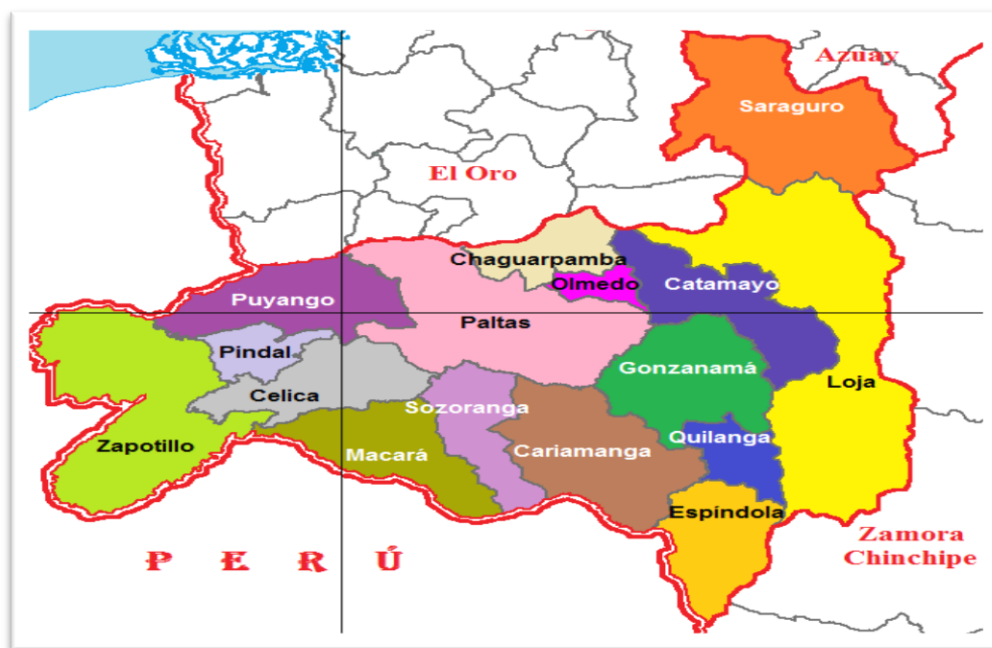 Azuay
Saraguro
El Oro
Chaguarpamba
Olmedo
Catamayo
Puyango
Paltas
Pindal
Gonzanamá
Loja
Celica
Sozoranga
Quilanga
Zapotillo
Macará
Cariamanga
Espíndola
Zamora
Chinchipe
P E R Ú